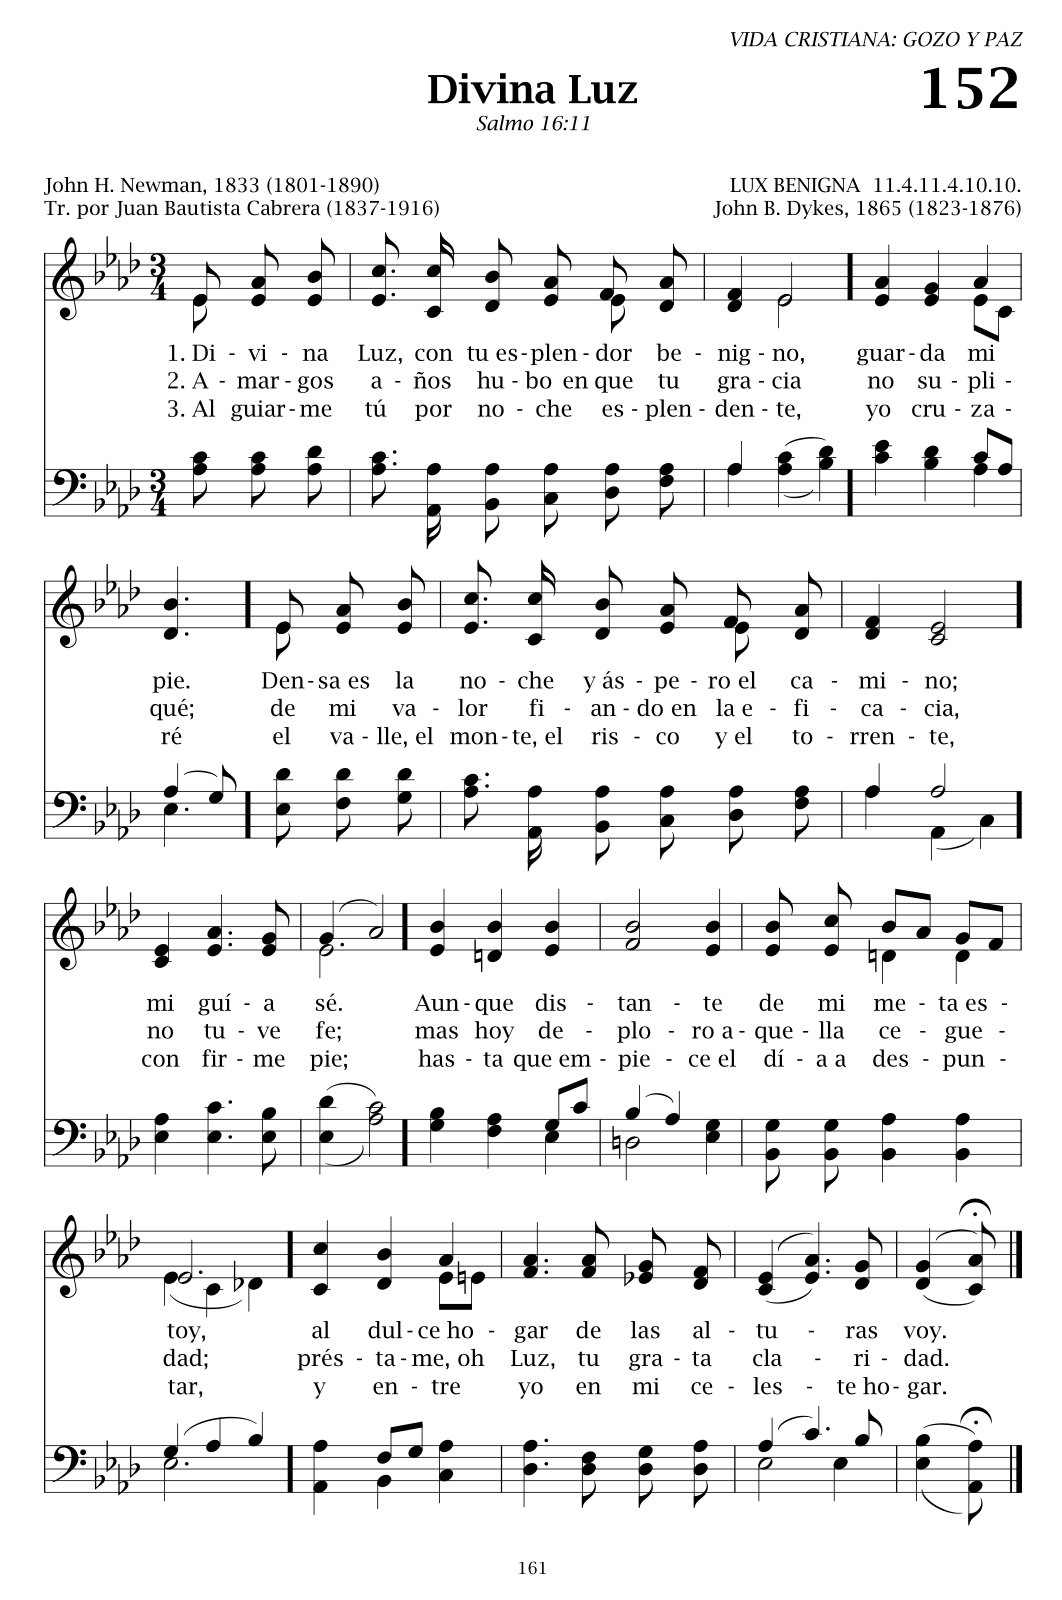 VIDA CRISTIANA: GOZO Y PAZ
Divina Luz 152
Salmo 16:11
John H. Newman, 1833 (1801-1890) LUX BENIGNA 11.4.11.4.10.10.
Tr. por Juan Bautista Cabrera (1837-1916) John B. Dykes, 1865 (1823-1876)
1. Di - vi - na Luz, con tu es - plen - dor be - nig - no, guar - da mi
2. A - mar - gos a - ños hu - bo en que tu gra - cia no su - pli -
3. Al guiar - me tú por no - che es - plen - den - te, yo cru - za -
pie. Den - sa es la no - che y ás - pe - ro el ca - mi - no;
qué; de mi va - lor fi - an - do en la e - fi - ca - cia,
ré el va - lle, el mon - te, el ris - co y el to - rren - te,
mi guí - a sé. Aun - que dis - tan - te de mi me - ta es -
no tu - ve fe; mas hoy de - plo - ro a - que - lla ce - gue -
con fir - me pie; has - ta que em - pie - ce el dí - a a des - pun -
toy, al dul - ce ho - gar de las al - tu - ras voy.
dad; prés - ta - me, oh Luz, tu gra - ta cla - ri - dad.
tar, y en - tre yo en mi ce - les - te ho - gar.
161